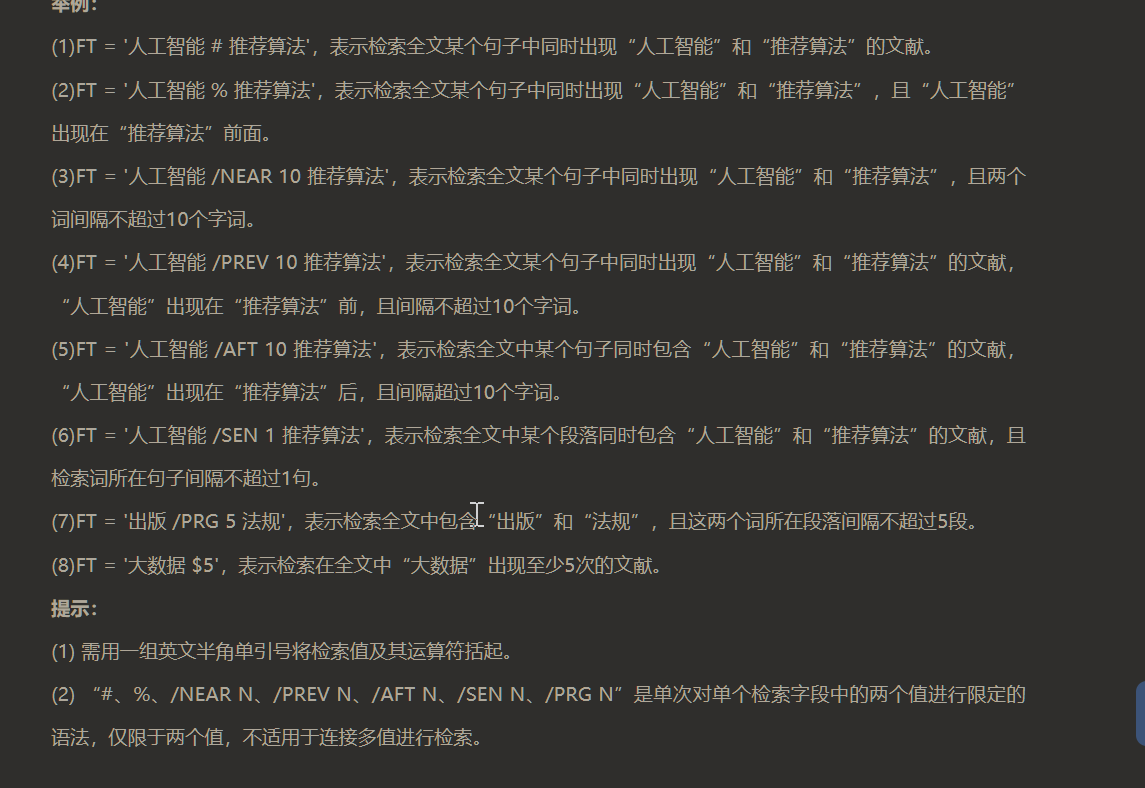 举例：
(1)FT = '人工智能 # 推荐算法'，表示检索全文某个句子中同时出现“人工智能”和“推荐算法”的文献。
(2)FT = '人工智能 % 推荐算法'，表示检索全文某个句子中同时出现“人工智能”和“推荐算法”，且“人工智能”
出现在“推荐算法”前面。
(3)FT = '人工智能 /NEAR 10 推荐算法'，表示检索全文某个句子中同时出现“人工智能”和“推荐算法”，且两个
词间隔不超过10个字词。
(4)FT = '人工智能 /PREV 10 推荐算法'，表示检索全文某个句子中同时出现“人工智能”和“推荐算法”的文献，
“人工智能”出现在“推荐算法”前，且间隔不超过10个字词。
(5)FT = '人工智能 /AFT 10 推荐算法'，表示检索全文中某个句子同时包含“人工智能”和“推荐算法”的文献，
“人工智能”出现在“推荐算法”后，且间隔超过10个字词。
(6)FT = '人工智能 /SEN 1 推荐算法'，表示检索全文中某个段落同时包含“人工智能”和“推荐算法”的文献，且
检索词所在句子间隔不超过1句。
(7)FT = '出版 /PRG 5 法规'，表示检索全文中包含“出版”和“法规”，且这两个词所在段落间隔不超过5段。
(8)FT = '大数据 $5'，表示检索在全文中“大数据”出现至少5次的文献。
提示：
(1) 需用一组英文半角单引号将检索值及其运算符括起。
(2) “#、%、/NEAR N、/PREV N、/AFT N、/SEN N、/PRG N”是单次对单个检索字段中的两个值进行限定的
语法，仅限于两个值，不适用于连接多值进行检索。